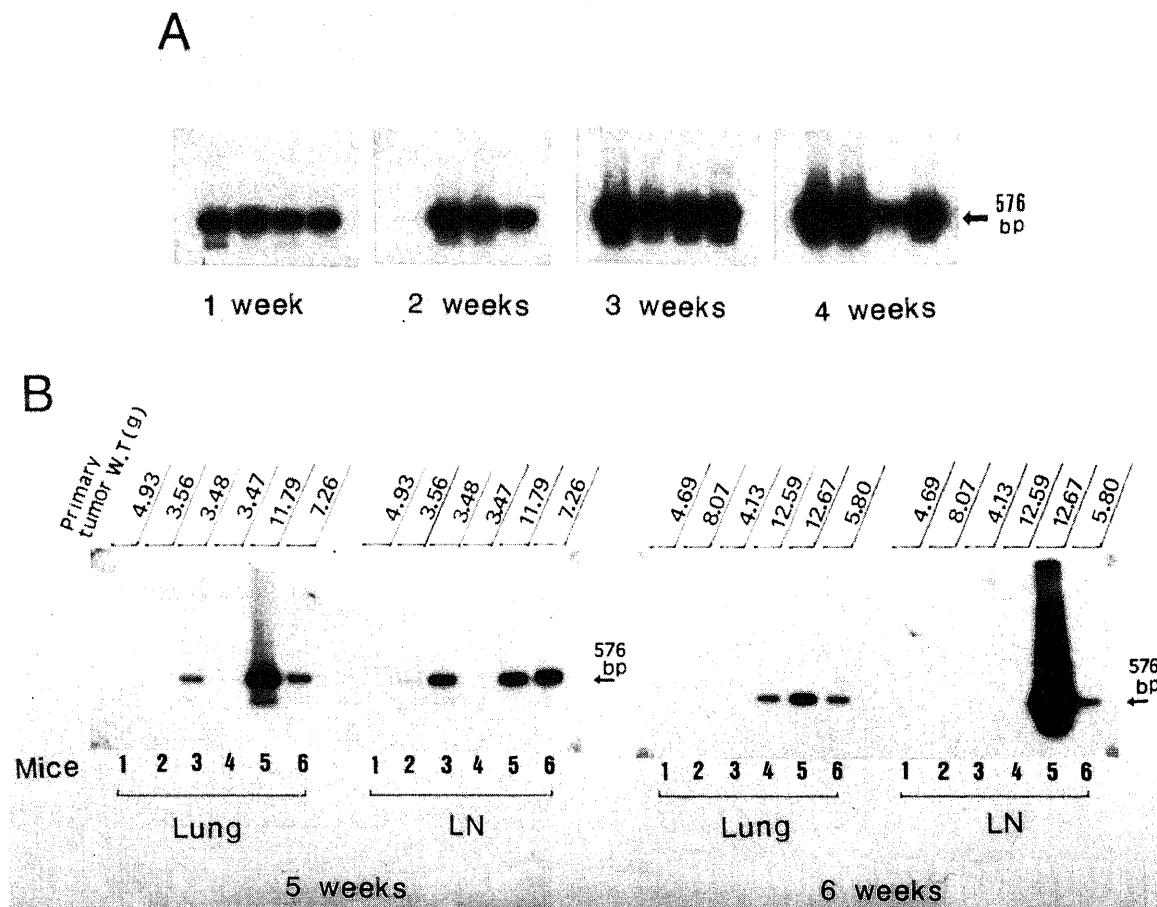 A
576
bp
1 week 2 weeks 3 weeks 4 weeks
B
Primary
tumor W.T(g)
4.93 3.56 3.48 3.47 11.79 7.26 4.93 3.56 3.48 3.47 11.79 7.26 4.69 8.07 4.13 12.59 12.67 5.80 4.69 8.07 4.13 12.59 12.67 5.80
576
bp
576
bp
Mice 1 2 3 4 5 6 1 2 3 4 5 6 1 2 3 4 5 6 1 2 3 4 5 6
Lung LN Lung LN
5 weeks 6 weeks